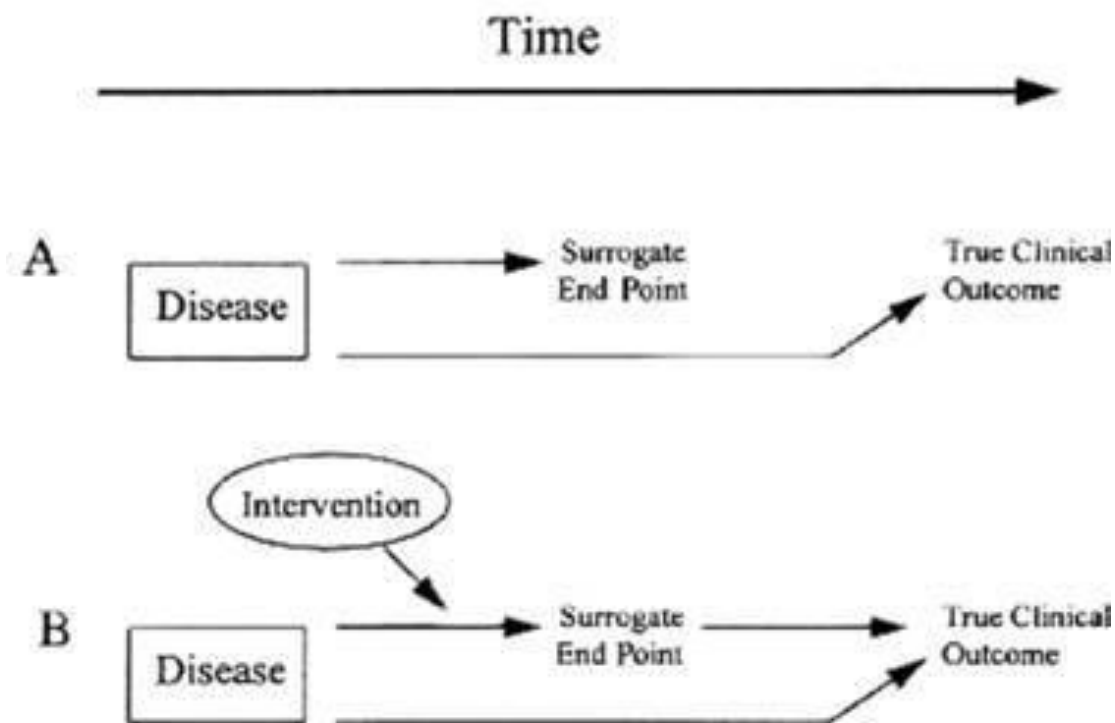 Time
A
Disease
Surrogate
End Point
True Clinical
Outcome
Intervention
B
Disease
Surrogate
End Point
True Clinical
Outcome